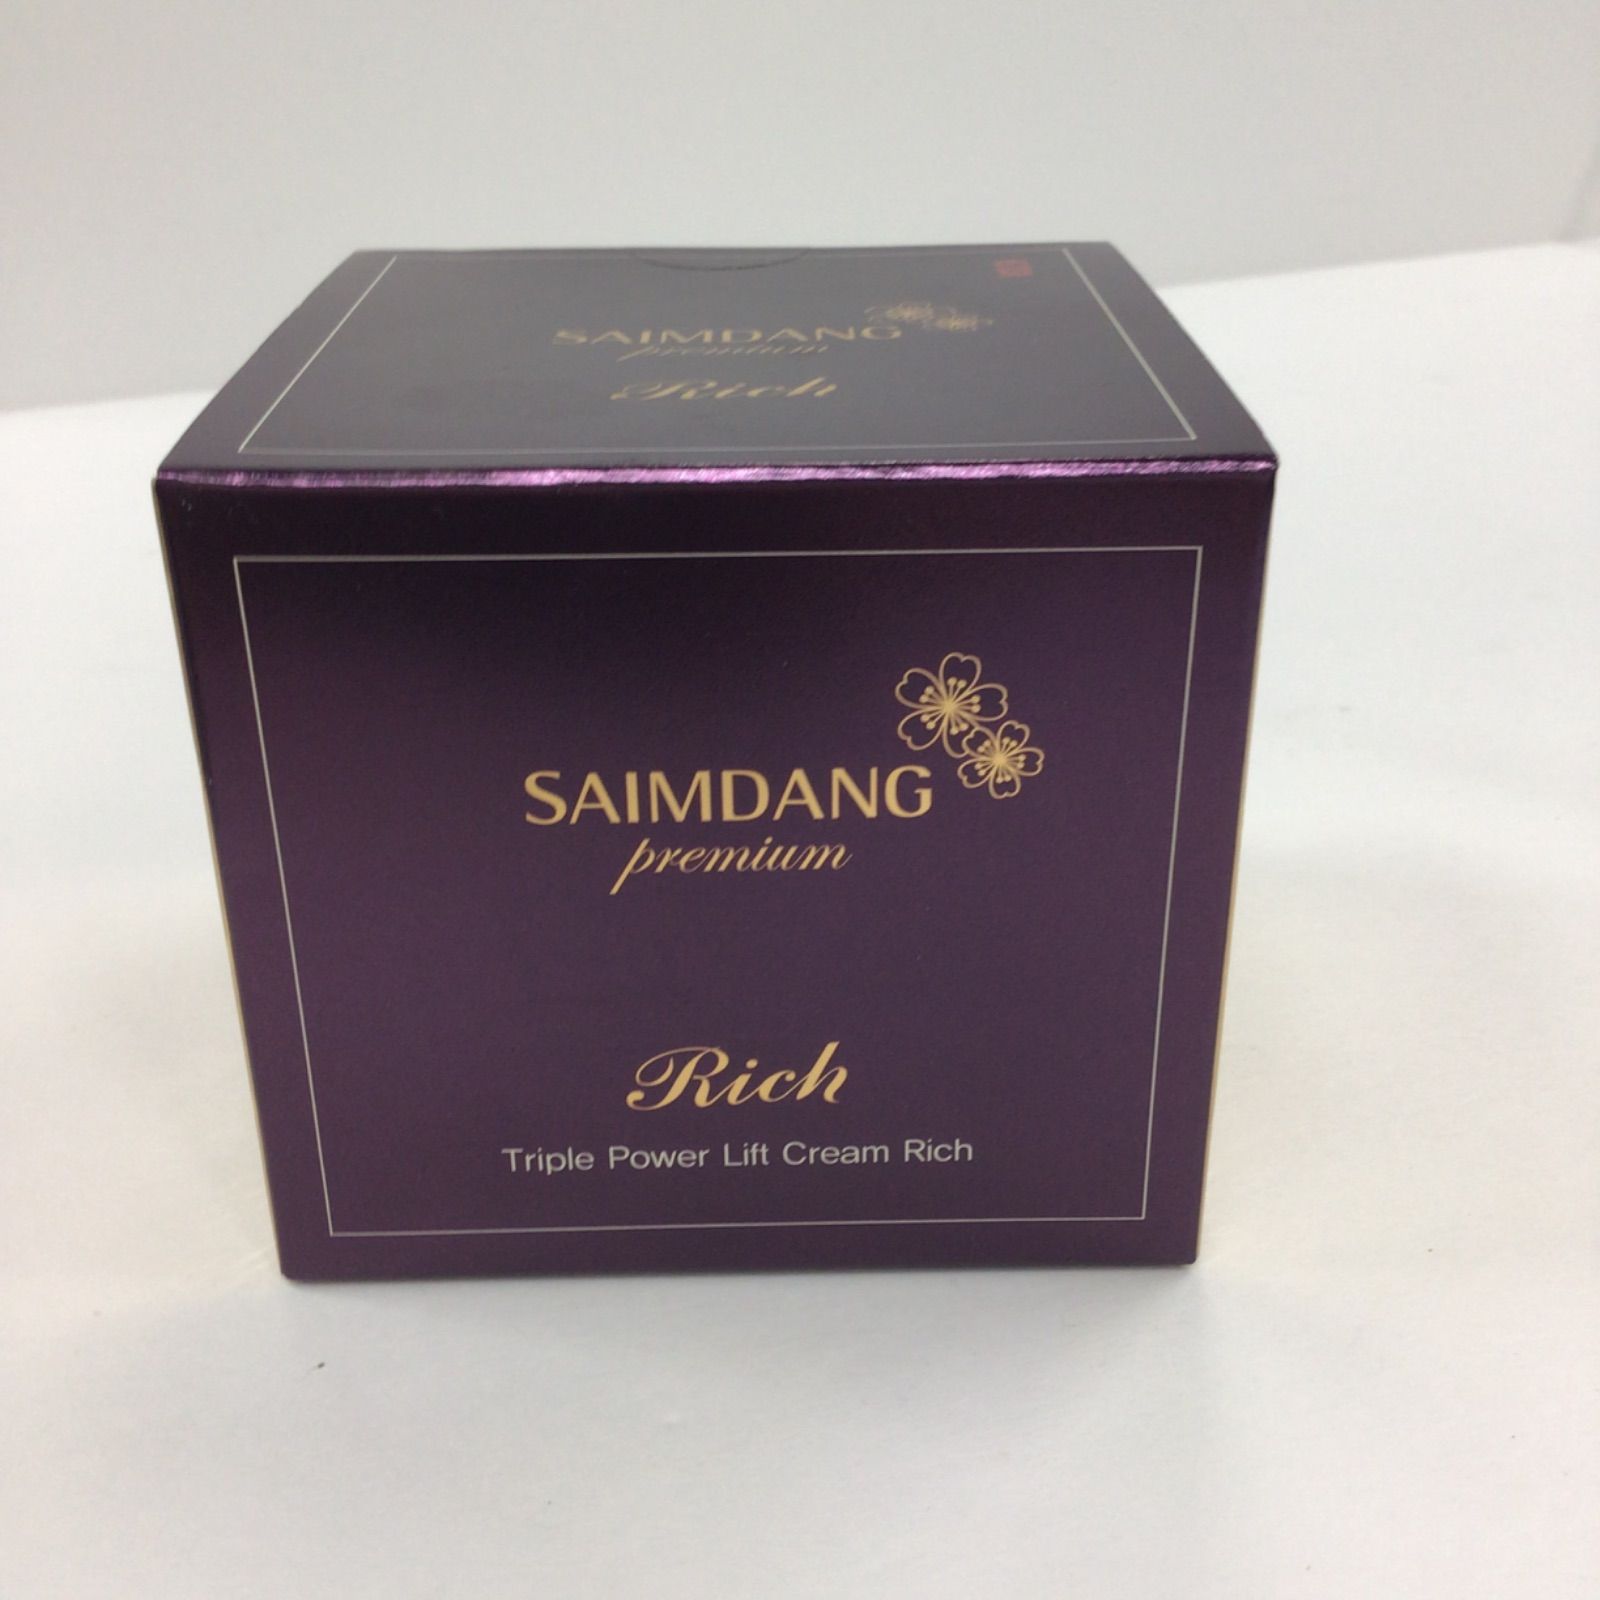 SAIMDANG
premium
Rich
SAIMDANG
premium
Rich
Triple Power Lift Cream Rich